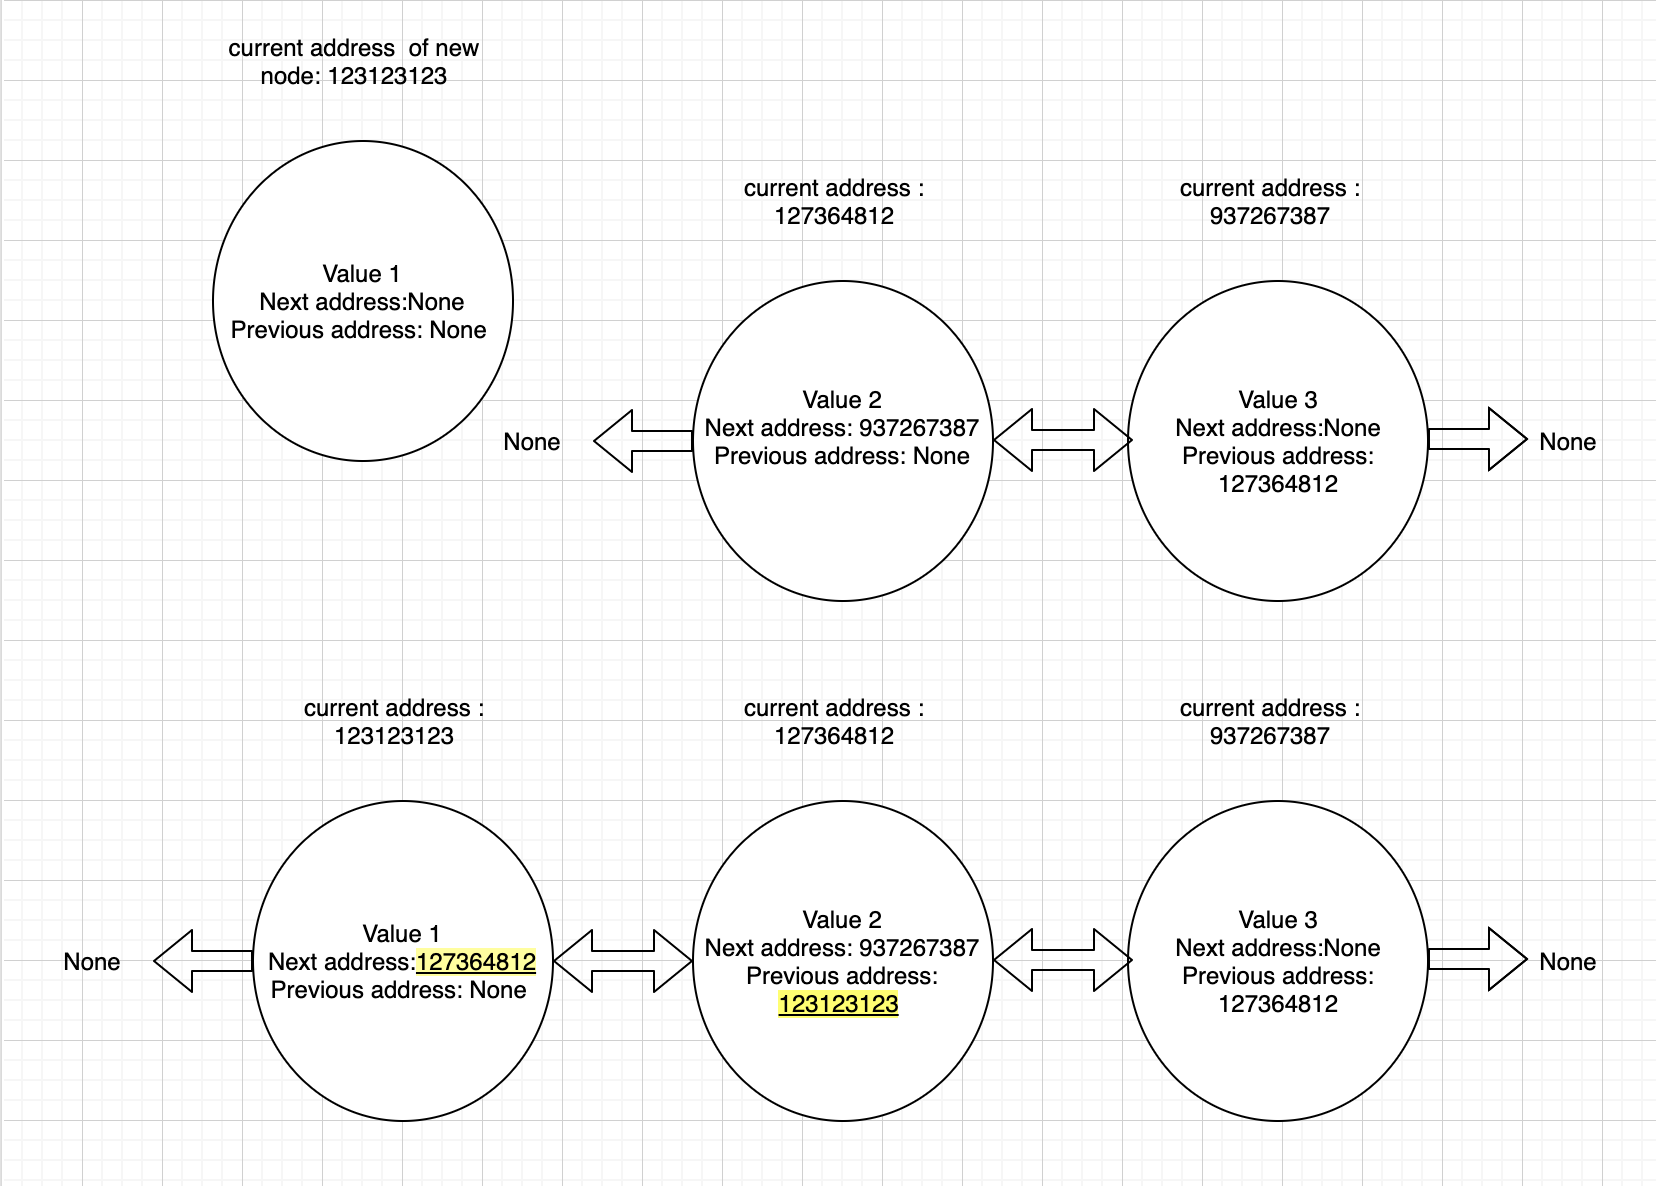 current address  of new
node: 123123123
Value 1
Next address:None
Previous address: None
current address :
127364812
current address :
937267387
None
Value 2
Next address: 937267387
Previous address: None
Value 3
Next address:None
Previous address:
127364812
None
current address :
123123123
current address :
127364812
current address :
937267387
None
Value 1
Next address:127364812
Previous address: None
Value 2
Next address: 937267387
Previous address:
123123123
Value 3
Next address:None
Previous address:
127364812
None